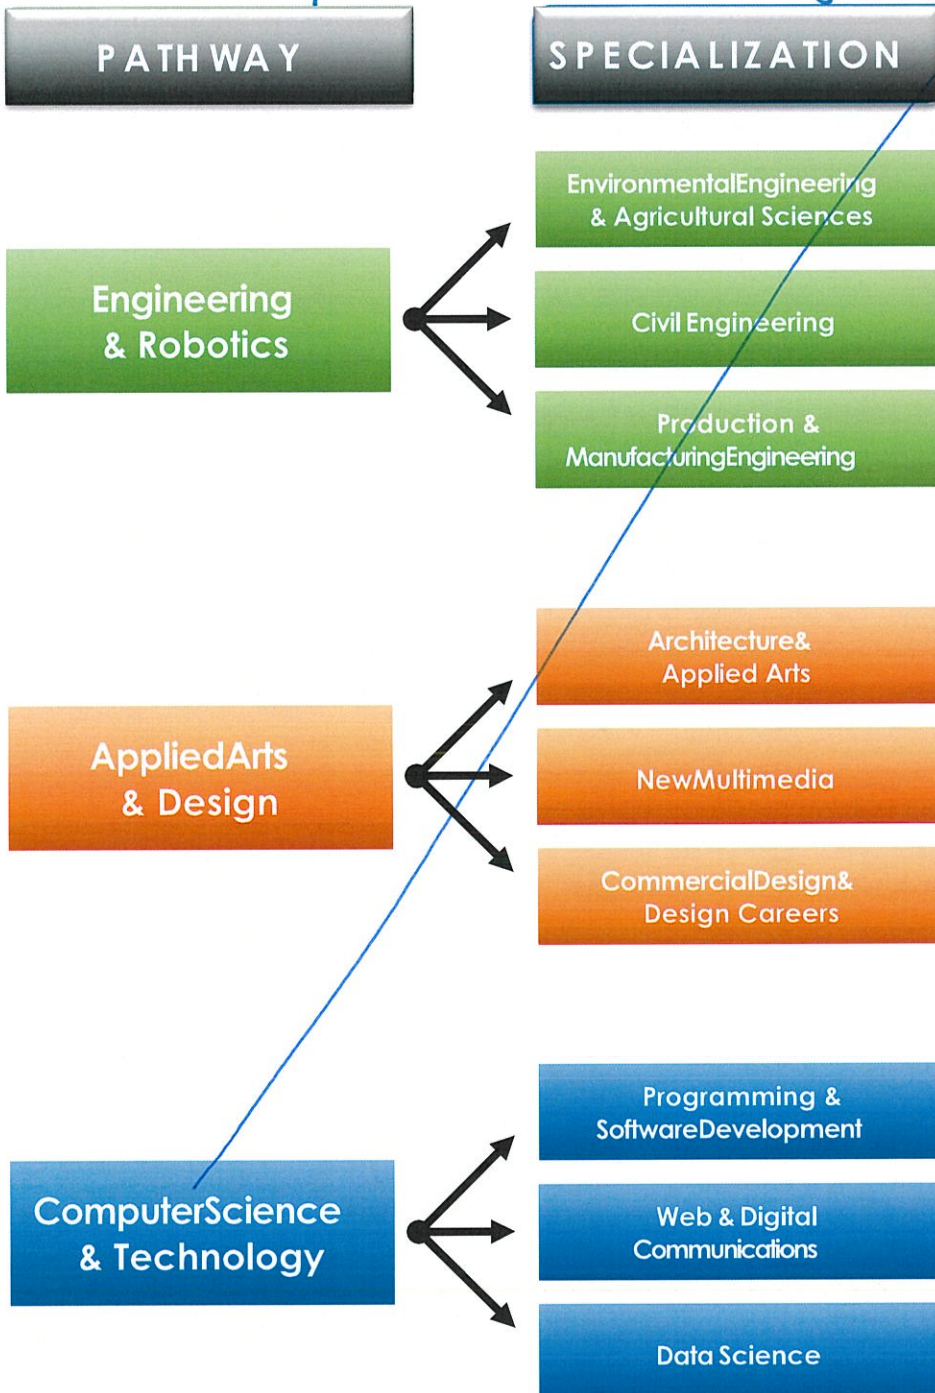 PATHWAY
SPECIALIZATION
Engineering
& Robotics
EnvironmentalEngineering
& Agricultural Sciences
Civil Engineering
Production &
ManufacturingEngineering
AppliedArts
& Design
Architecture&
Applied Arts
NewMultimedia
CommercialDesign&
Design Careers
ComputerScience
& Technology
Programming &
SoftwareDevelopment
Web & Digital
Communications
Data Science